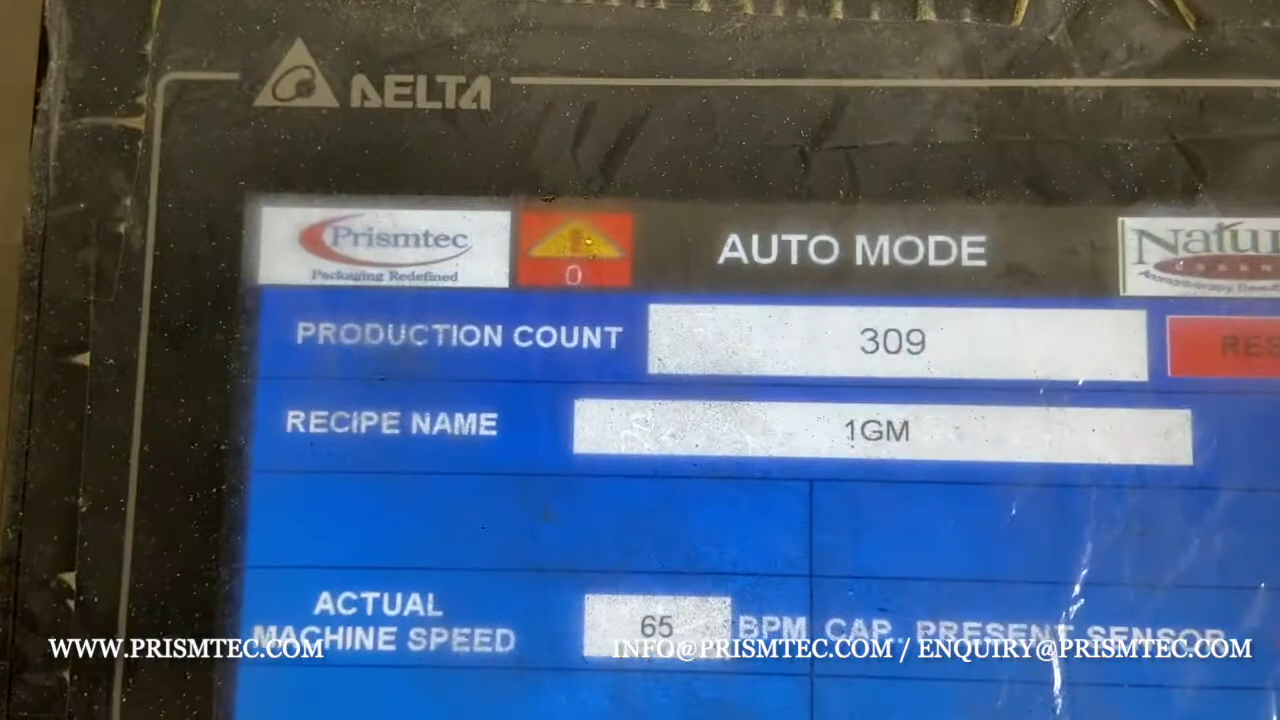 DELTA
Prismtec
Packaging Redefined
0
AUTO MODE
PRODUCTION COUNT
309
RECIPE NAME
1GM
ACTUAL
MACHINE SPEED
65
BPM
CAP PRESENT SENSOR
WWW.PRISMTEC.COM
INFO@PRISMTEC.COM / ENQUIRY@PRISMTEC.COM